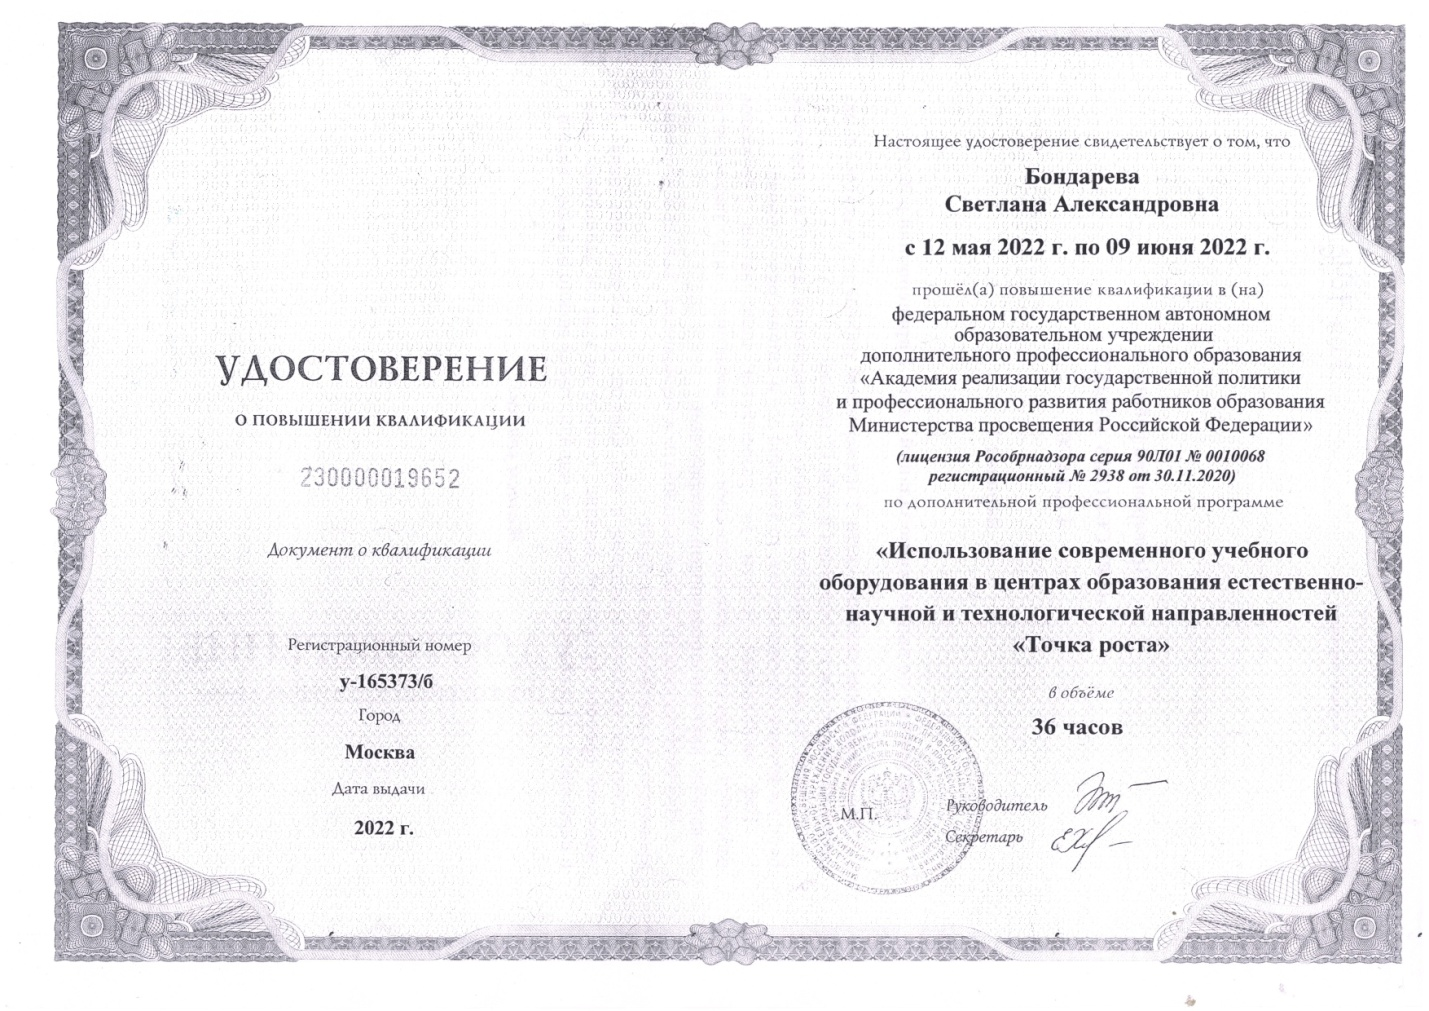 УДОСТОВЕРЕНИЕ
О ПОВЫШЕНИИ КВАЛИФИКАЦИИ
230000019652
Документ о квалификации
Регистрационный номер
у-165373/б
Город
Москва
Дата выдачи
2022 г.
Настоящее удостоверение свидетельствует о том, что
Бондарева
Светлана Александровна
с 12 мая 2022 г. по 09 июня 2022 г.
прошёл(а) повышение квалификации в (на)
федеральном государственном автономном
образовательном учреждении
дополнительного профессионального образования
«Академия реализации государственной политики
и профессионального развития работников образования
Министерства просвещения Российской Федерации»
(лицензия Рособрнадзора серия 90Л01 № 0010068
регистрационный № 2938 от 30.11.2020)
по дополнительной профессиональной программе
«Использование современного учебного
оборудования в центрах образования естественно-
научной и технологической направленностей
«Точка роста»
в объёме
36 часов
М.П.
Руководитель
Секретарь